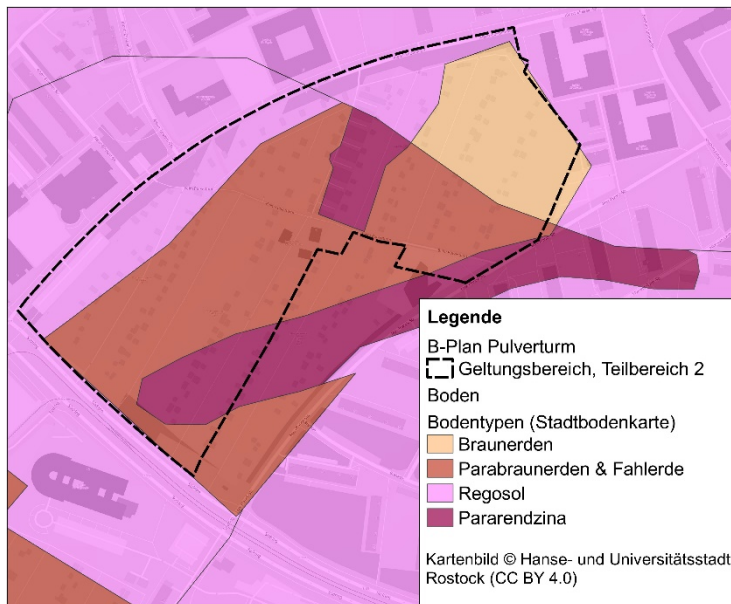 Legende
B-Plan Pulverturm
Geltungsbereich, Teilbereich 2
Boden
Bodentypen (Stadtbodenkarte)
Braunerden
Parabraunerden & Fahlerde
Regosol
Pararendzina
Kartenbild © Hanse- und Universitätsstadt
Rostock (CC BY 4.0)